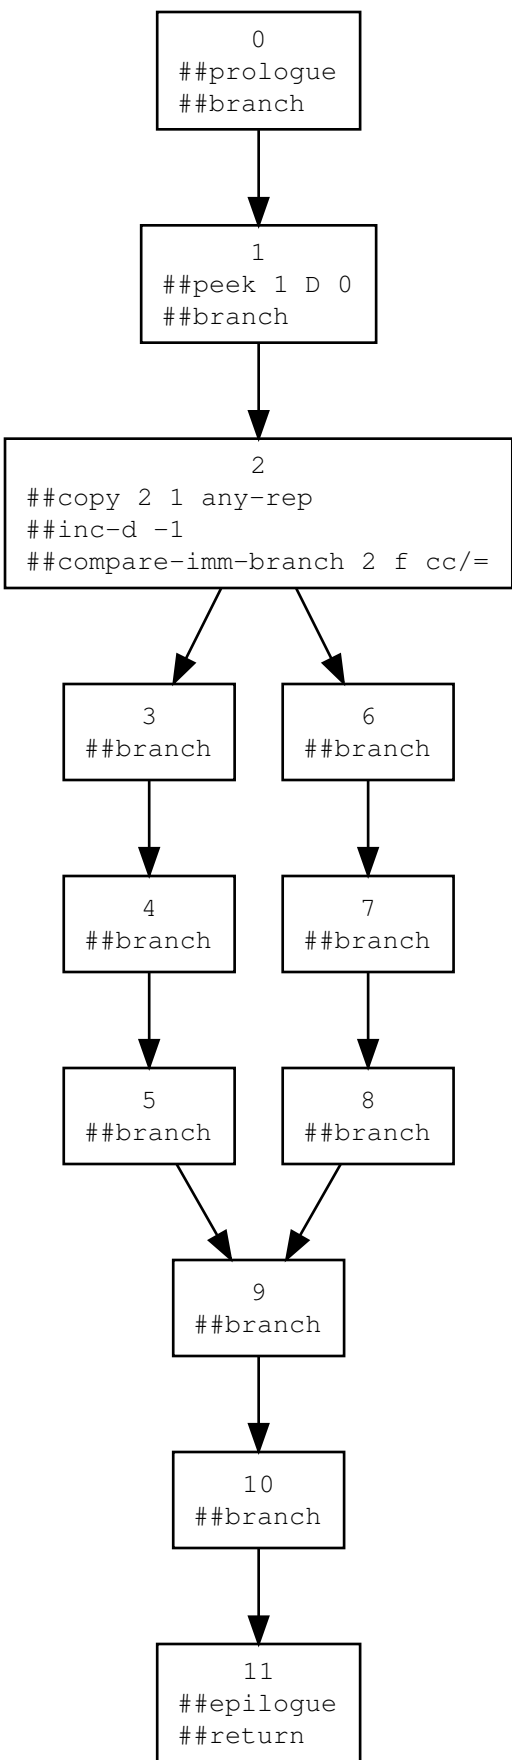 0
##prologue
##branch
1
##peek 1 D 0
##branch
2
##copy 2 1 any-rep
##inc-d -1
##compare-imm-branch 2 f cc/=
3
##branch
6
##branch
4
##branch
7
##branch
5
##branch
8
##branch
9
##branch
10
##branch
11
##epilogue
##return